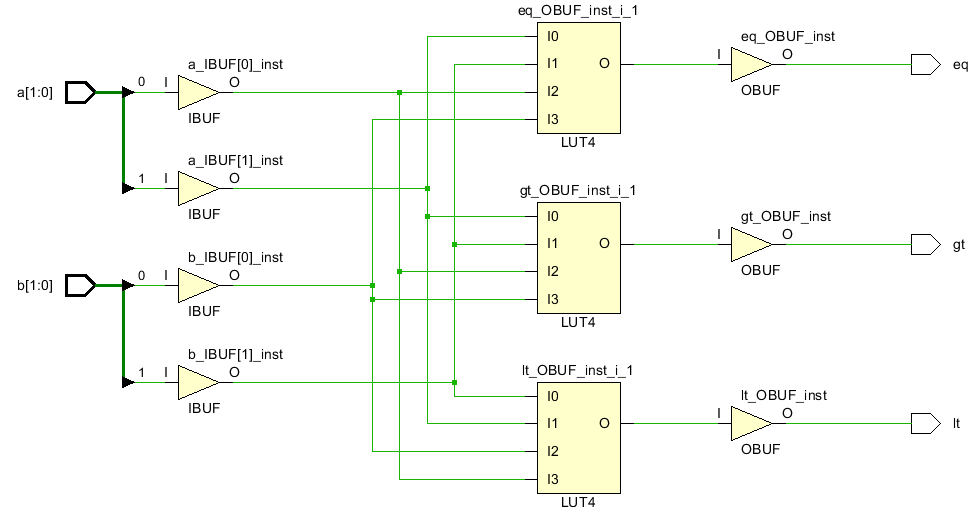 eq_OBUF_inst_i_1
I0
I1
I2
I3
O
LUT4
eq_OBUF_inst
I
O
OBUF
eq
a[1:0]
0
I
a_IBUF[0]_inst
O
IBUF
1
I
a_IBUF[1]_inst
O
IBUF
gt_OBUF_inst_i_1
I0
I1
I2
I3
O
LUT4
gt_OBUF_inst
I
O
OBUF
gt
b[1:0]
0
I
b_IBUF[0]_inst
O
IBUF
1
I
b_IBUF[1]_inst
O
IBUF
lt_OBUF_inst_i_1
I0
I1
I2
I3
O
LUT4
lt_OBUF_inst
I
O
OBUF
lt